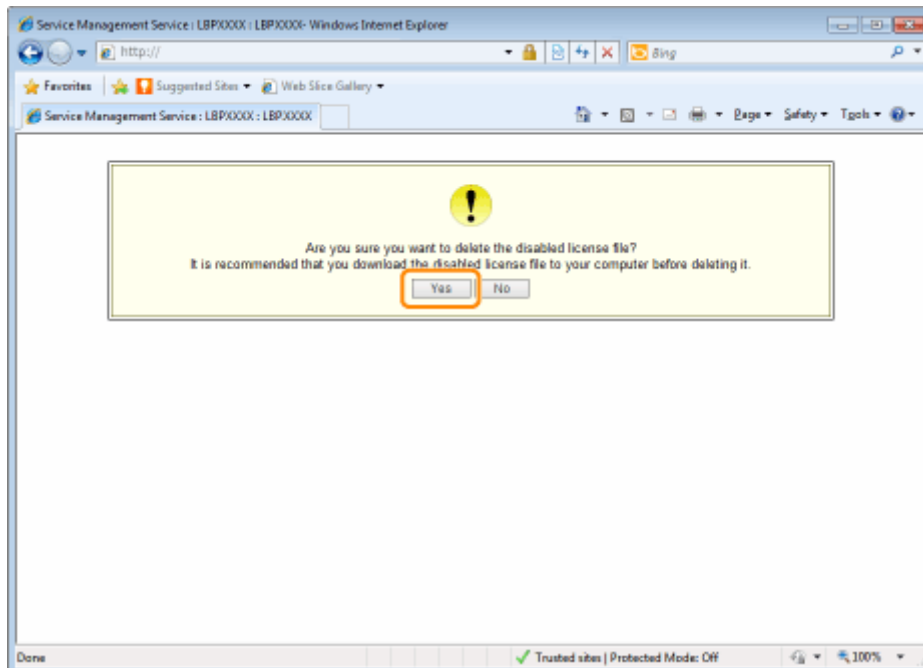 Service Management Service : LBPXXXX : LBPXXXX- Windows Internet Explorer
http://
Bing
Favorites Suggested Sites Web Slice Gallery
Service Management Service : LBPXXXX : LBPXXXX Page Safety Tools
Are you sure you want to delete the disabled license file?
It is recommended that you download the disabled license file to your computer before deleting it.
Yes No
Done Trusted sites | Protected Mode: Off 100%